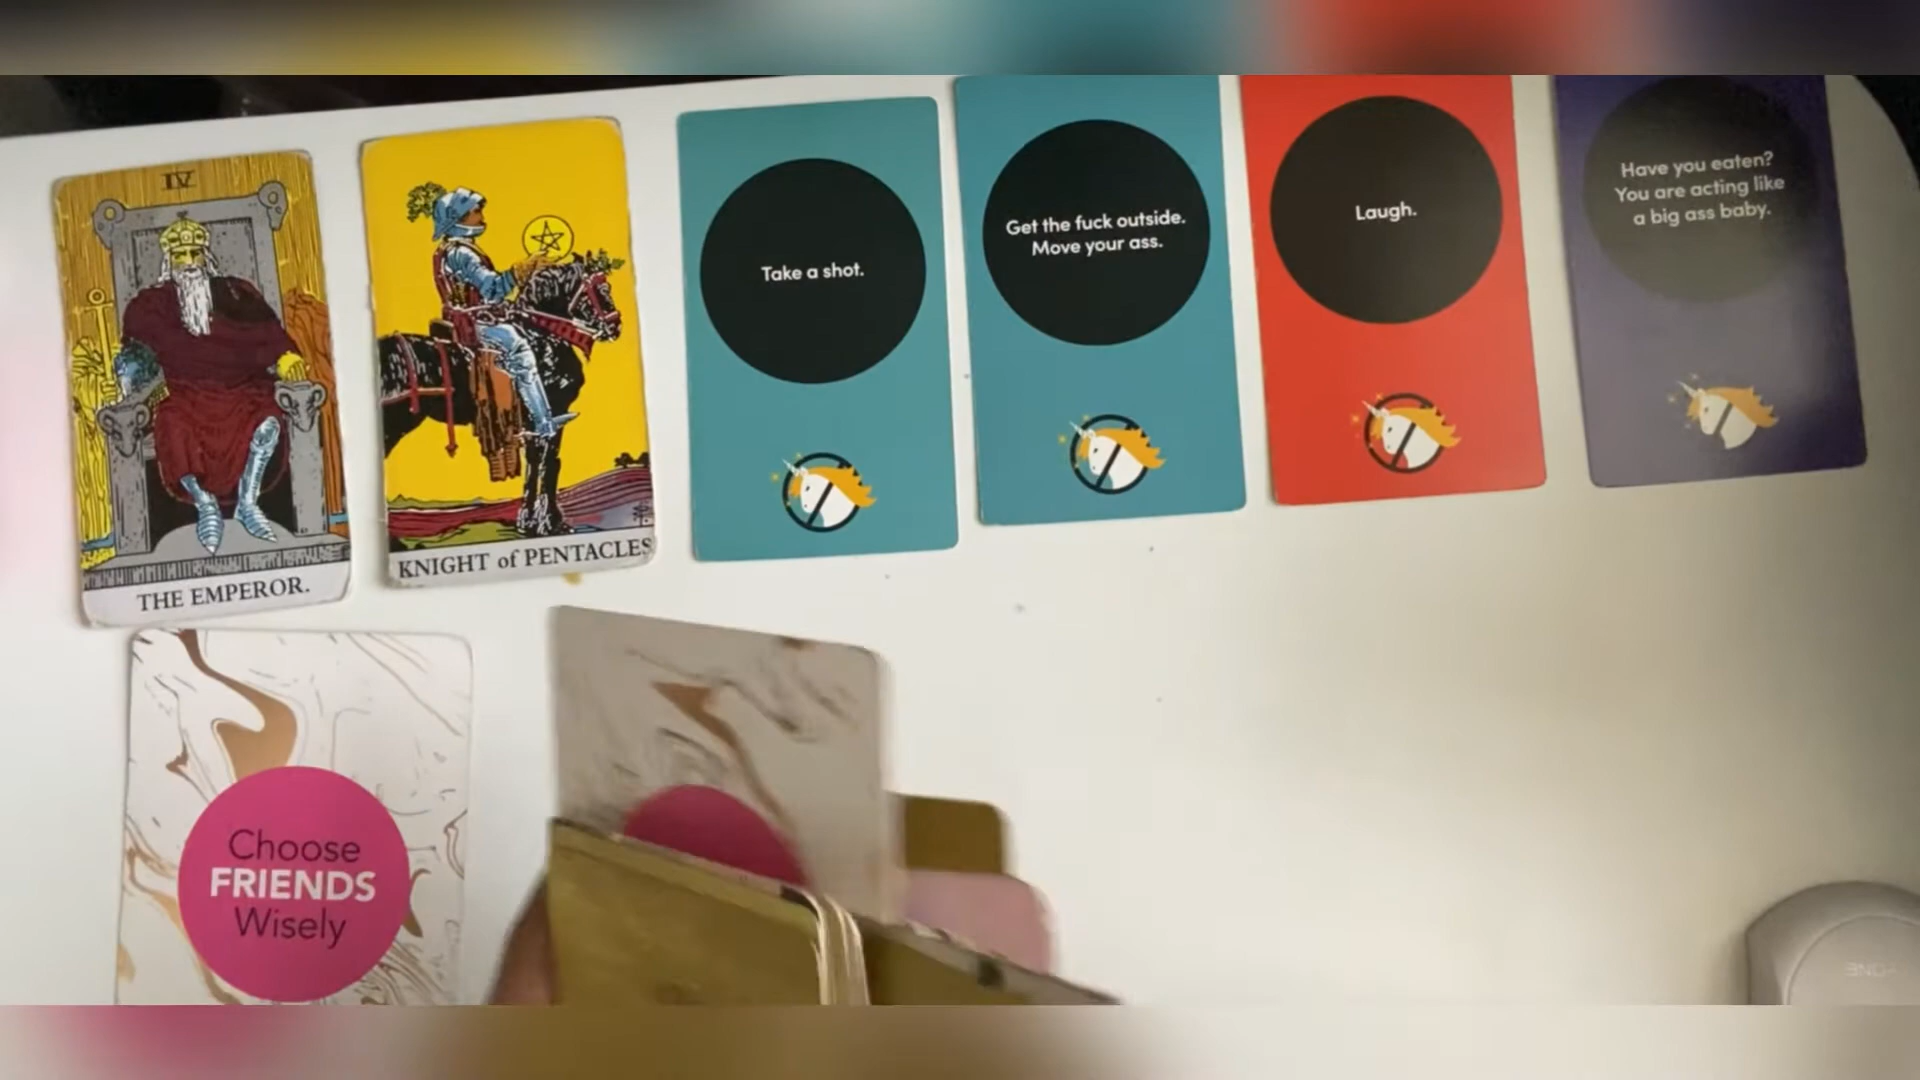 IV
THE EMPEROR.
KNIGHT of PENTACLES
Take a shot.
Get the fuck outside.
Move your ass.
Laugh.
Have you eaten?
You are acting like
a big ass baby.
Choose
FRIENDS
Wisely